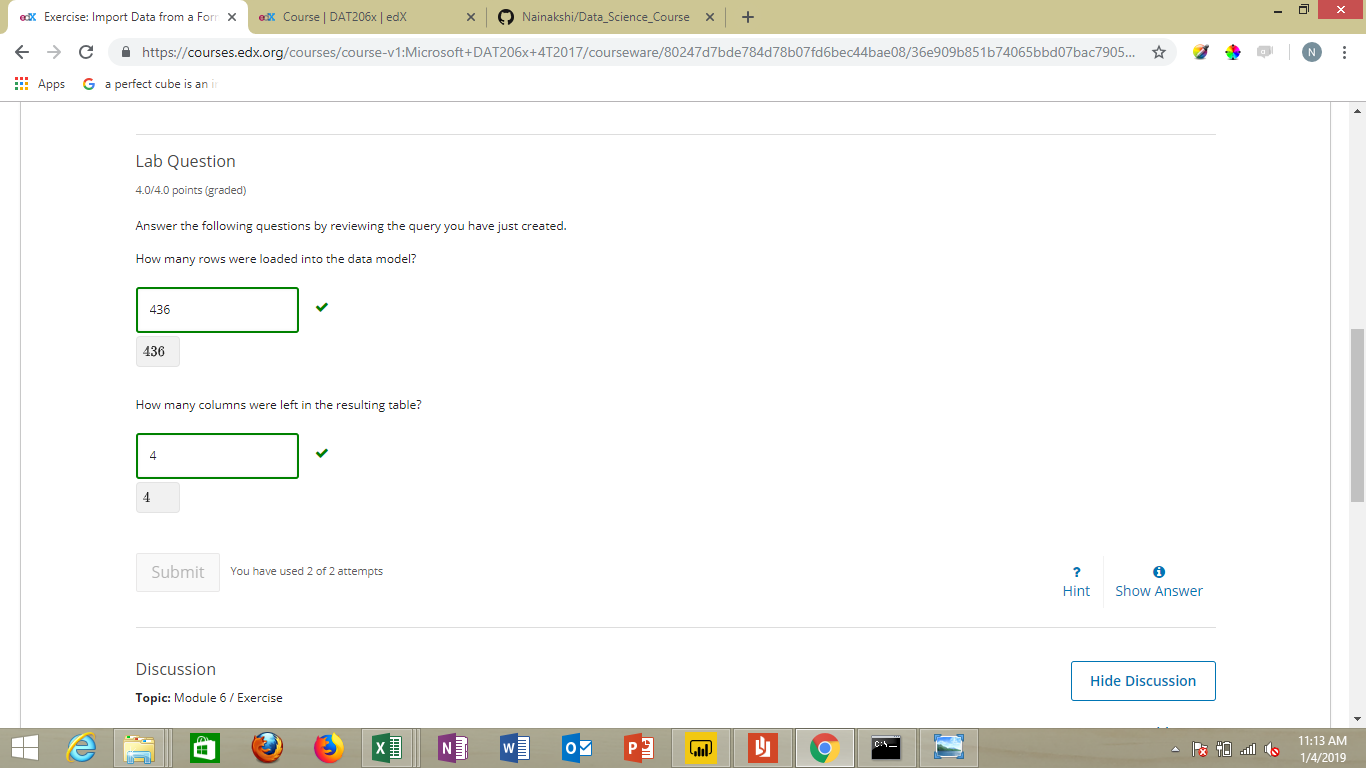 edX Exercise: Import Data from a Form
edX Course | DAT206x | edX
Nainakshi/Data_Science_Course
https://courses.edx.org/courses/course-v1:Microsoft+DAT206x+4T2017/courseware/80247d7bde784d78b07fd6bec44bae08/36e909b851b74065bbd07bac7905...
N
Apps
G a perfect cube is an i
Lab Question
4.0/4.0 points (graded)
Answer the following questions by reviewing the query you have just created.
How many rows were loaded into the data model?
436
436
How many columns were left in the resulting table?
4
4
Submit
You have used 2 of 2 attempts
?
Hint
Show Answer
Discussion
Hide Discussion
Topic: Module 6 / Exercise
11:13 AM
1/4/2019